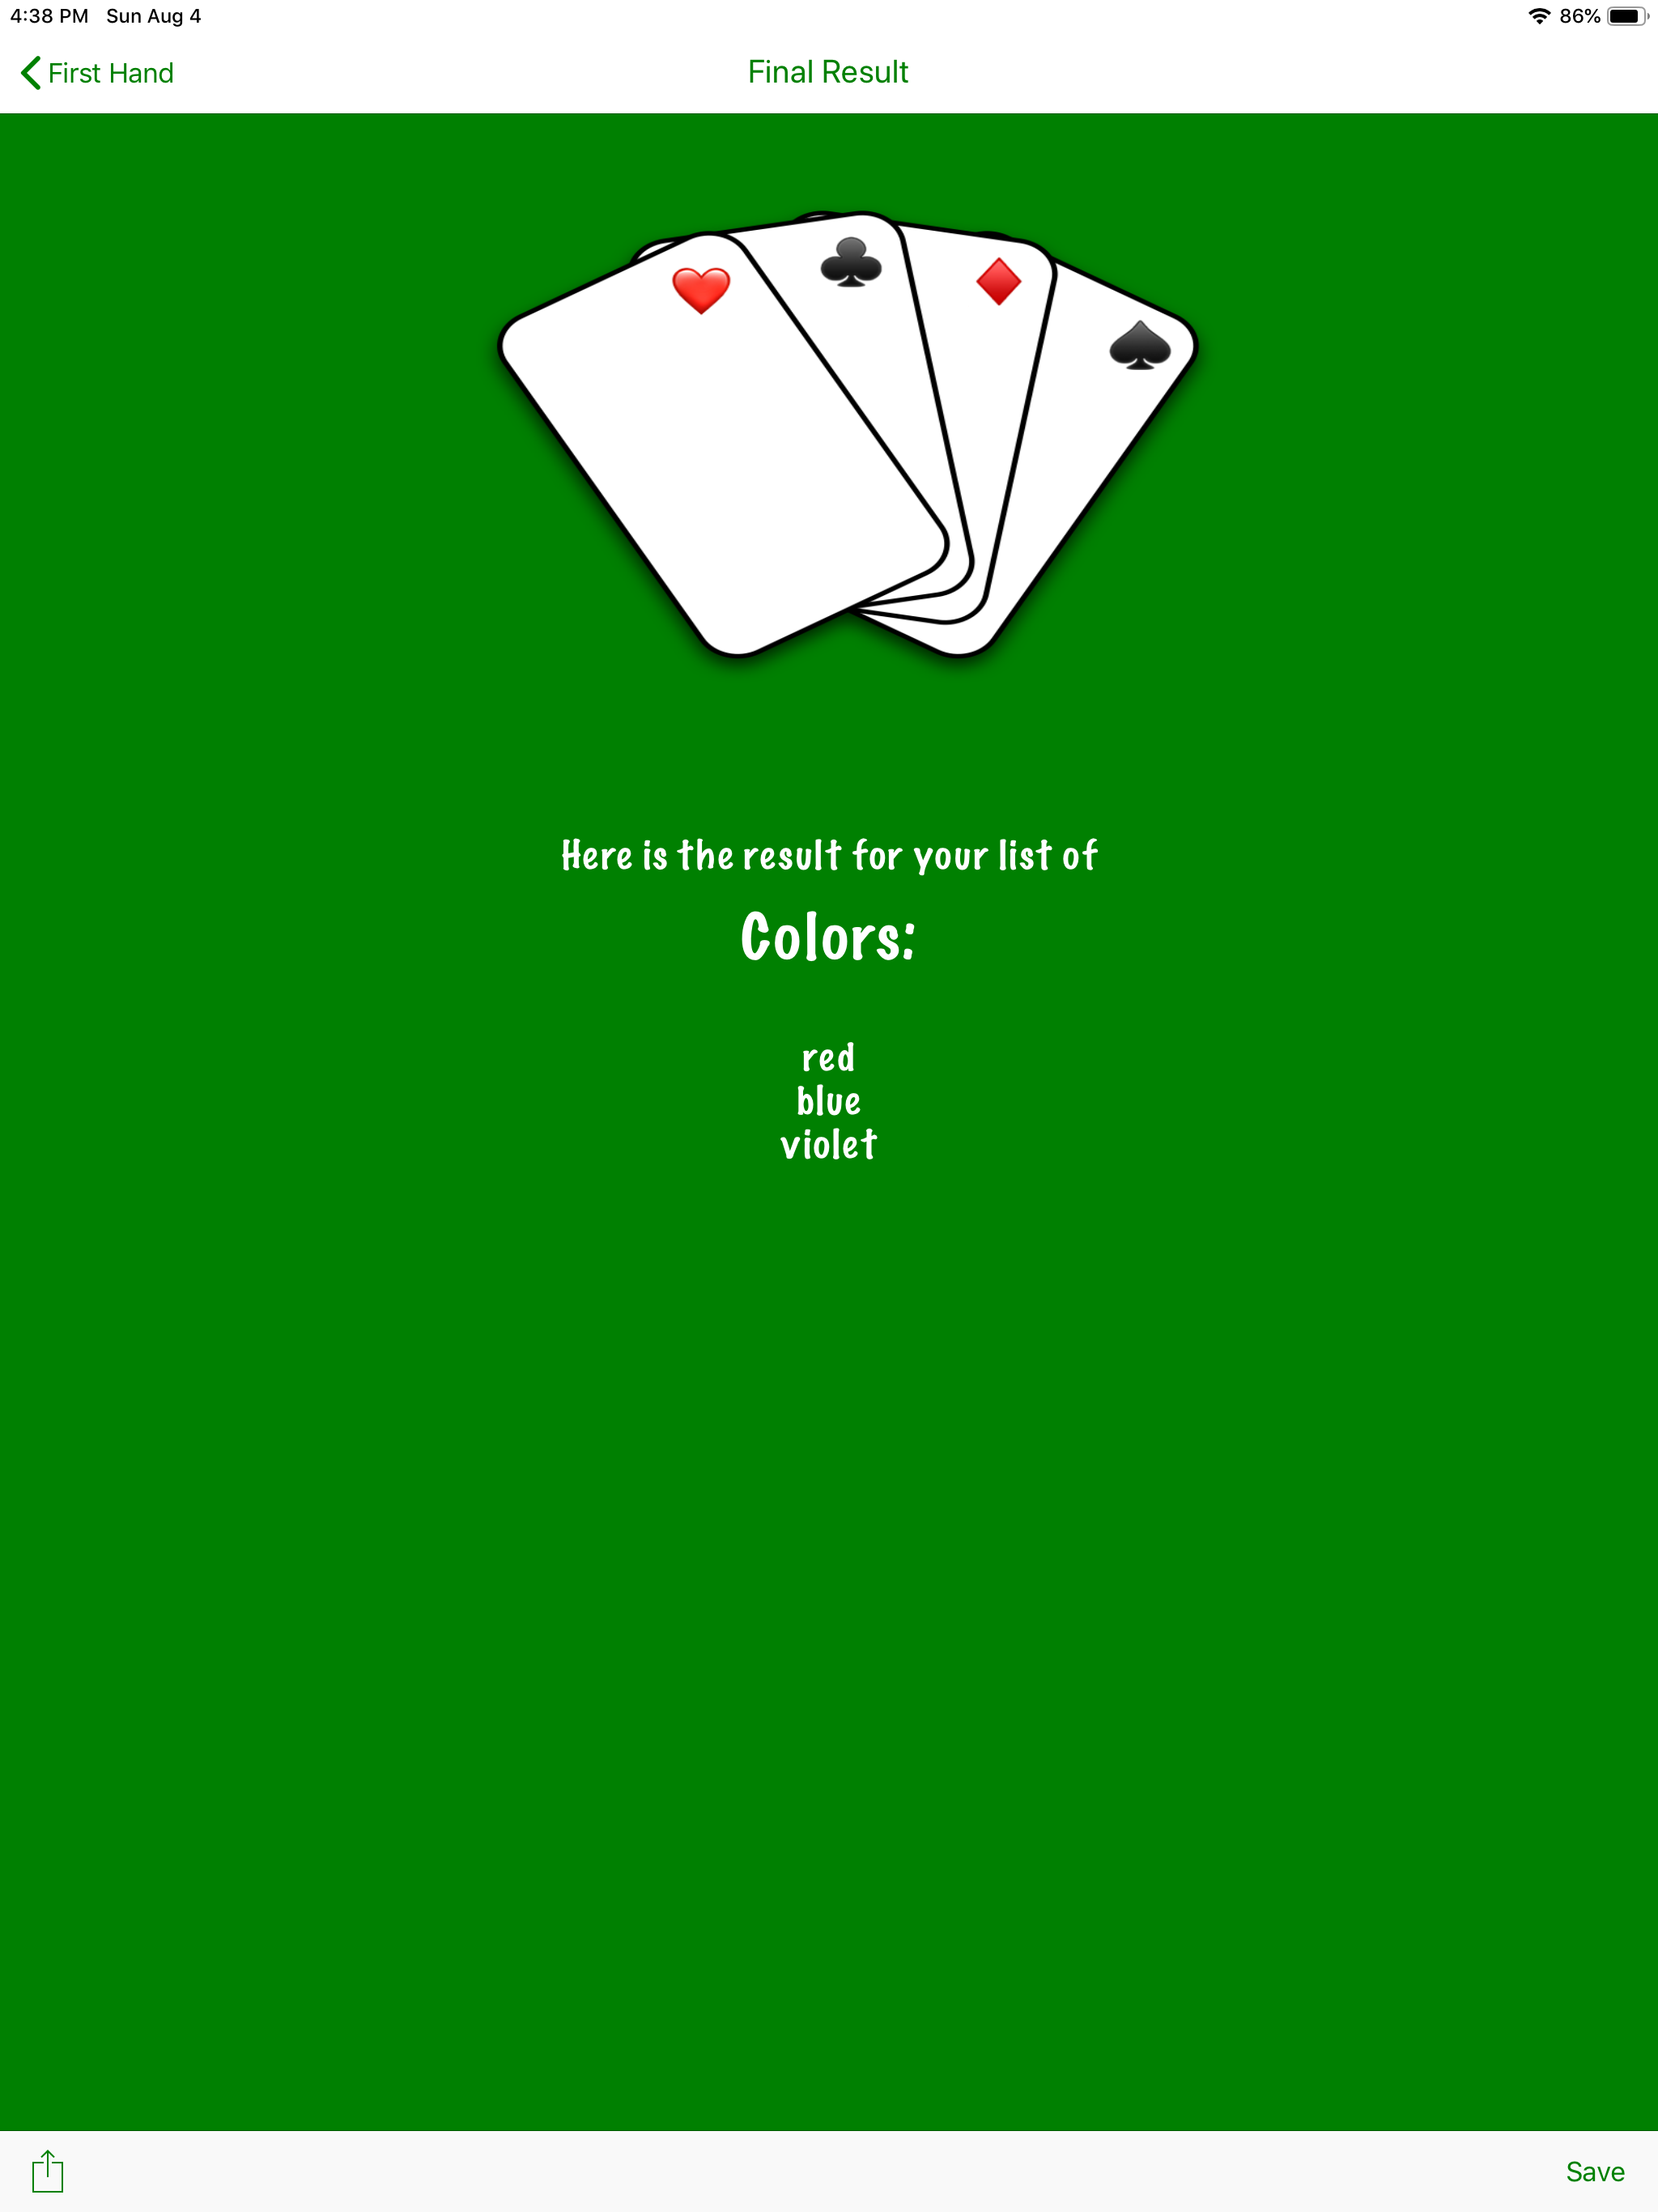 4:38 PM Sun Aug 4 86%
First Hand Final Result
Here is the result for your list of
Colors:
red
blue
violet
Save